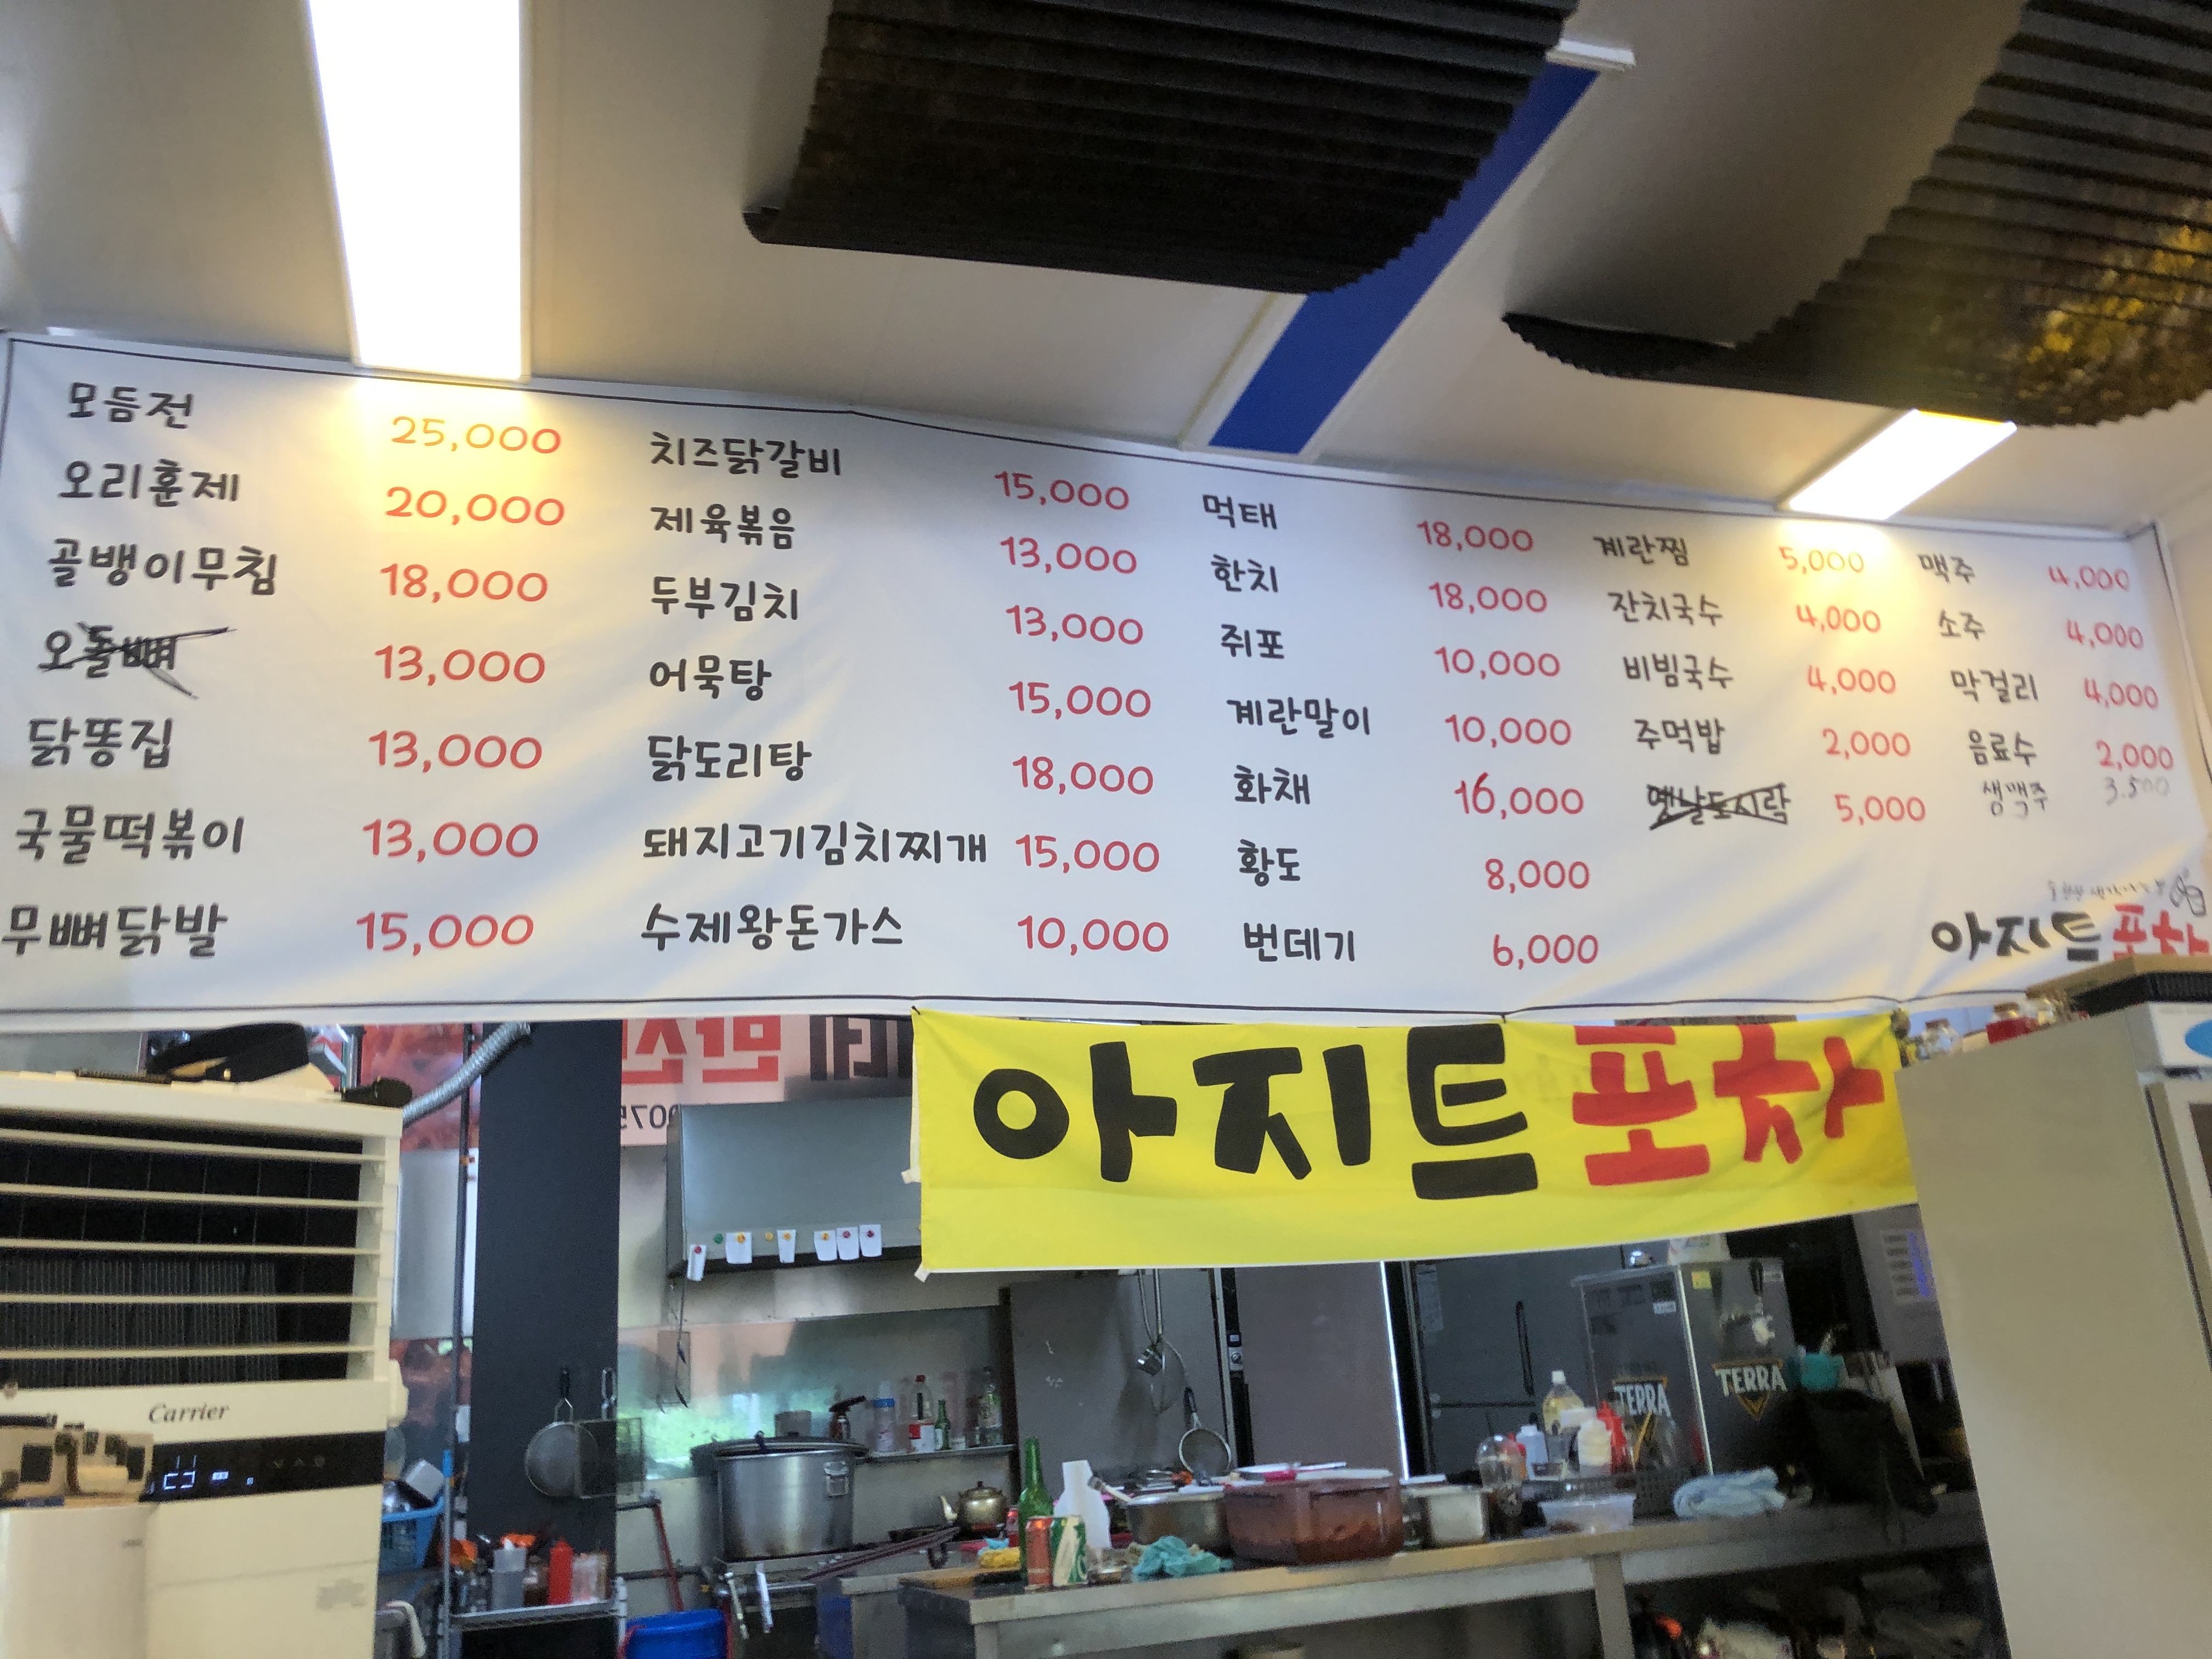 모듬전 25,000
오리훈제 20,000
골뱅이무침 18,000
오돌뼈 13,000
닭똥집 13,000
국물떡볶이 13,000
무뼈닭발 15,000
치즈닭갈비 15,000
제육볶음 13,000
두부김치 13,000
어묵탕 15,000
닭도리탕 18,000
돼지고기김치찌개 15,000
수제왕돈가스 10,000
먹태 18,000
한치 18,000
쥐포 10,000
계란말이 10,000
화채 16,000
황도 8,000
번데기 6,000
계란찜 5,000
잔치국수 4,000
비빔국수 4,000
주먹밥 2,000
옛날도시락 5,000
맥주 4,000
소주 4,000
막걸리 4,000
음료수 2,000
생맥주 3.500
아지트포차
아지트포차
Carrier
TERRA
TERRA